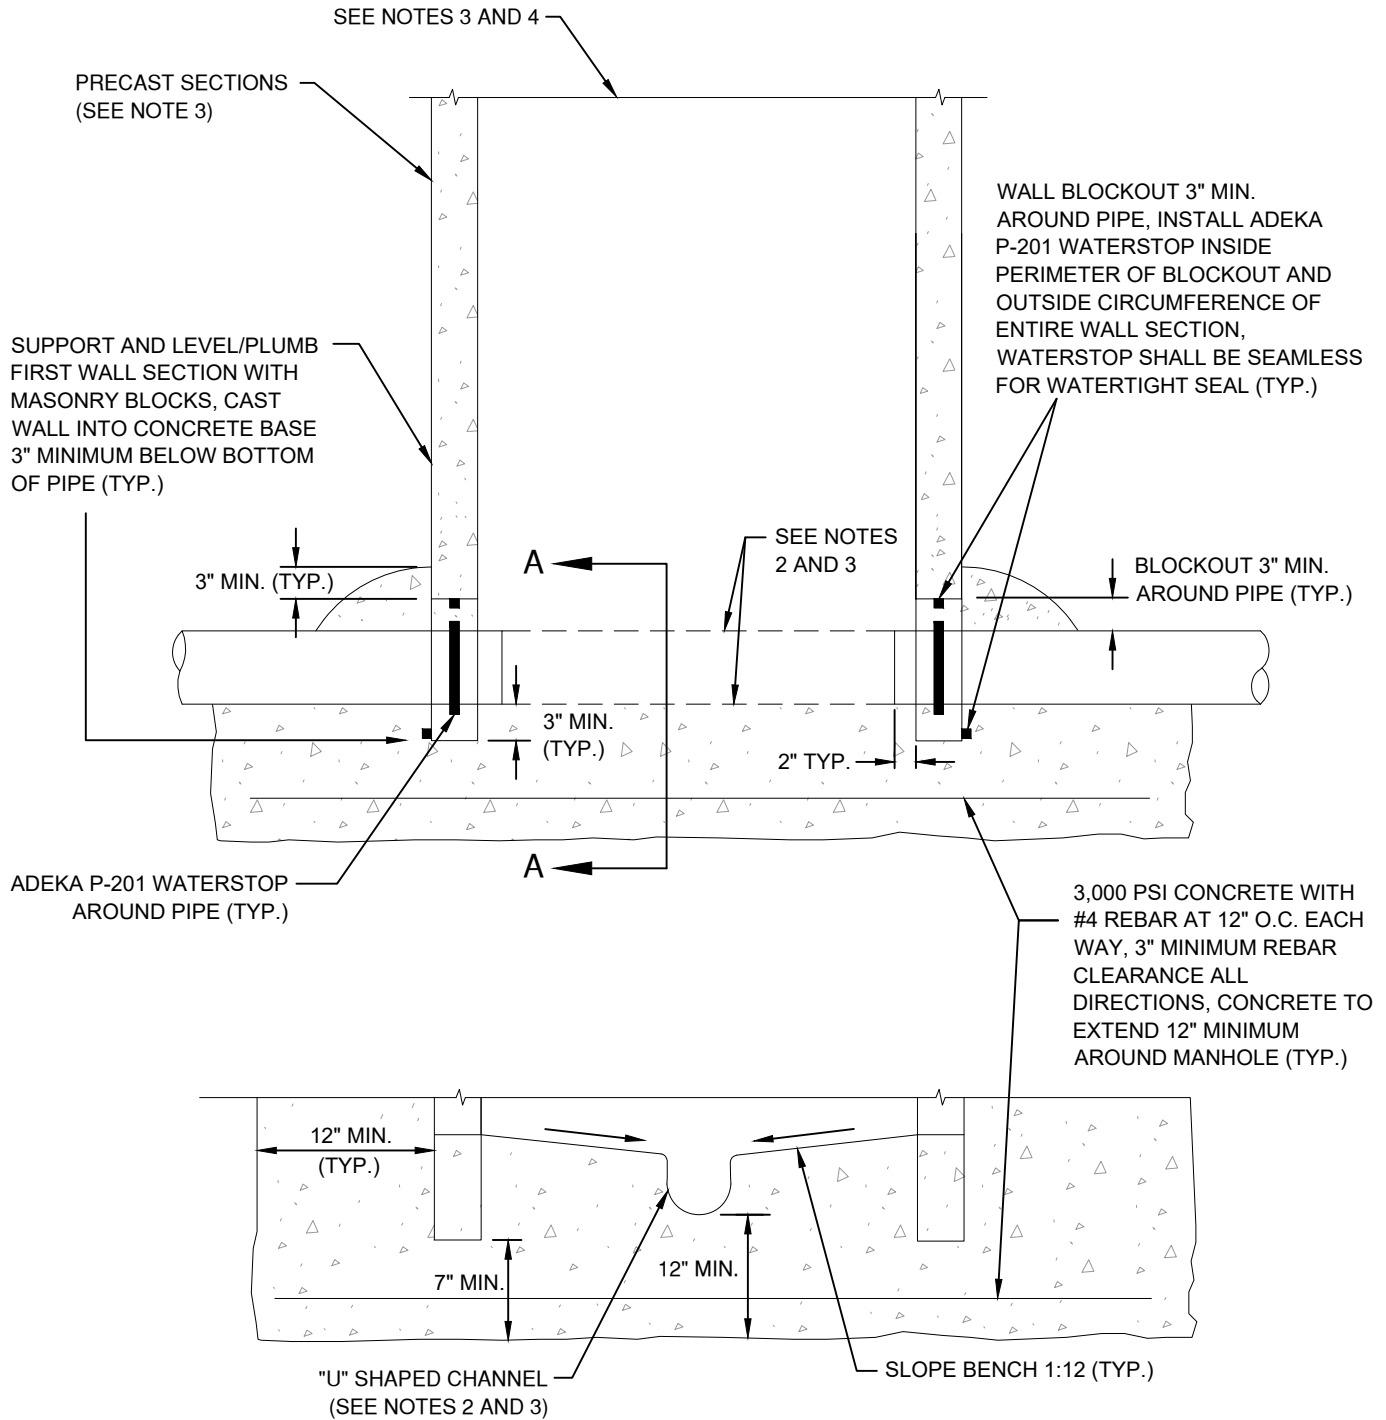 SEE NOTES 3 AND 4
PRECAST SECTIONS
(SEE NOTE 3)
WALL BLOCKOUT 3" MIN.
AROUND PIPE, INSTALL ADEKA
P-201 WATERSTOP INSIDE
PERIMETER OF BLOCKOUT AND
OUTSIDE CIRCUMFERENCE OF
ENTIRE WALL SECTION,
WATERSTOP SHALL BE SEAMLESS
FOR WATERTIGHT SEAL (TYP.)
SUPPORT AND LEVEL/PLUMB
FIRST WALL SECTION WITH
MASONRY BLOCKS, CAST
WALL INTO CONCRETE BASE
3" MINIMUM BELOW BOTTOM
OF PIPE (TYP.)
3" MIN. (TYP.)
A
SEE NOTES
2 AND 3
BLOCKOUT 3" MIN.
AROUND PIPE (TYP.)
3" MIN.
(TYP.)
2" TYP.
A
ADEKA P-201 WATERSTOP
AROUND PIPE (TYP.)
3,000 PSI CONCRETE WITH
#4 REBAR AT 12" O.C. EACH
WAY, 3" MINIMUM REBAR
CLEARANCE ALL
DIRECTIONS, CONCRETE TO
EXTEND 12" MINIMUM
AROUND MANHOLE (TYP.)
12" MIN.
(TYP.)
7" MIN.
12" MIN.
"U" SHAPED CHANNEL
(SEE NOTES 2 AND 3)
SLOPE BENCH 1:12 (TYP.)